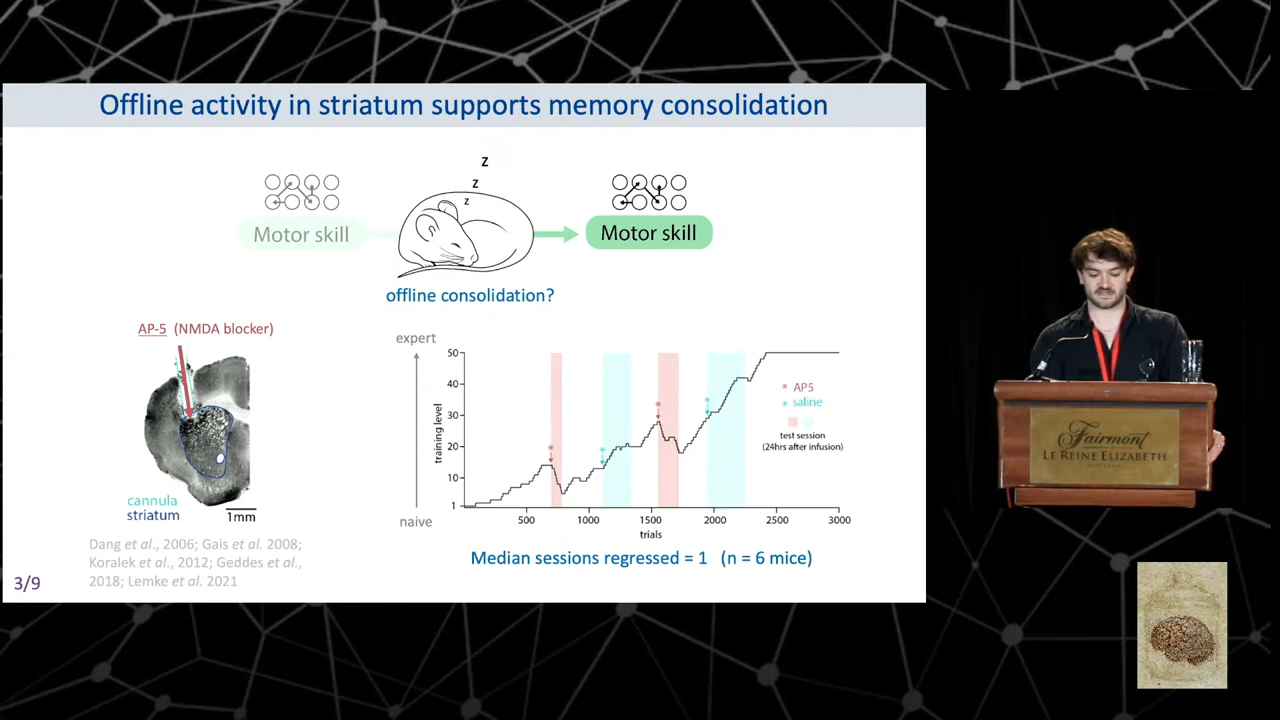 Offline activity in striatum supports memory consolidation
z
z
z
Motor skill
Motor skill
offline consolidation?
AP-5 (NMDA blocker)
cannula
striatum
1mm
Dang et al., 2006; Gais et al. 2008;
Koralek et al., 2012; Geddes et al.,
2018; Lemke et al. 2021
3/9
expert
naive
training level
50
40
30
20
10
1
500
1000
1500
2000
2500
3000
trials
* AP5
* saline
test session
(24hrs after infusion)
Median sessions regressed = 1 (n = 6 mice)
Fairmont
LE REINE ELIZABETH